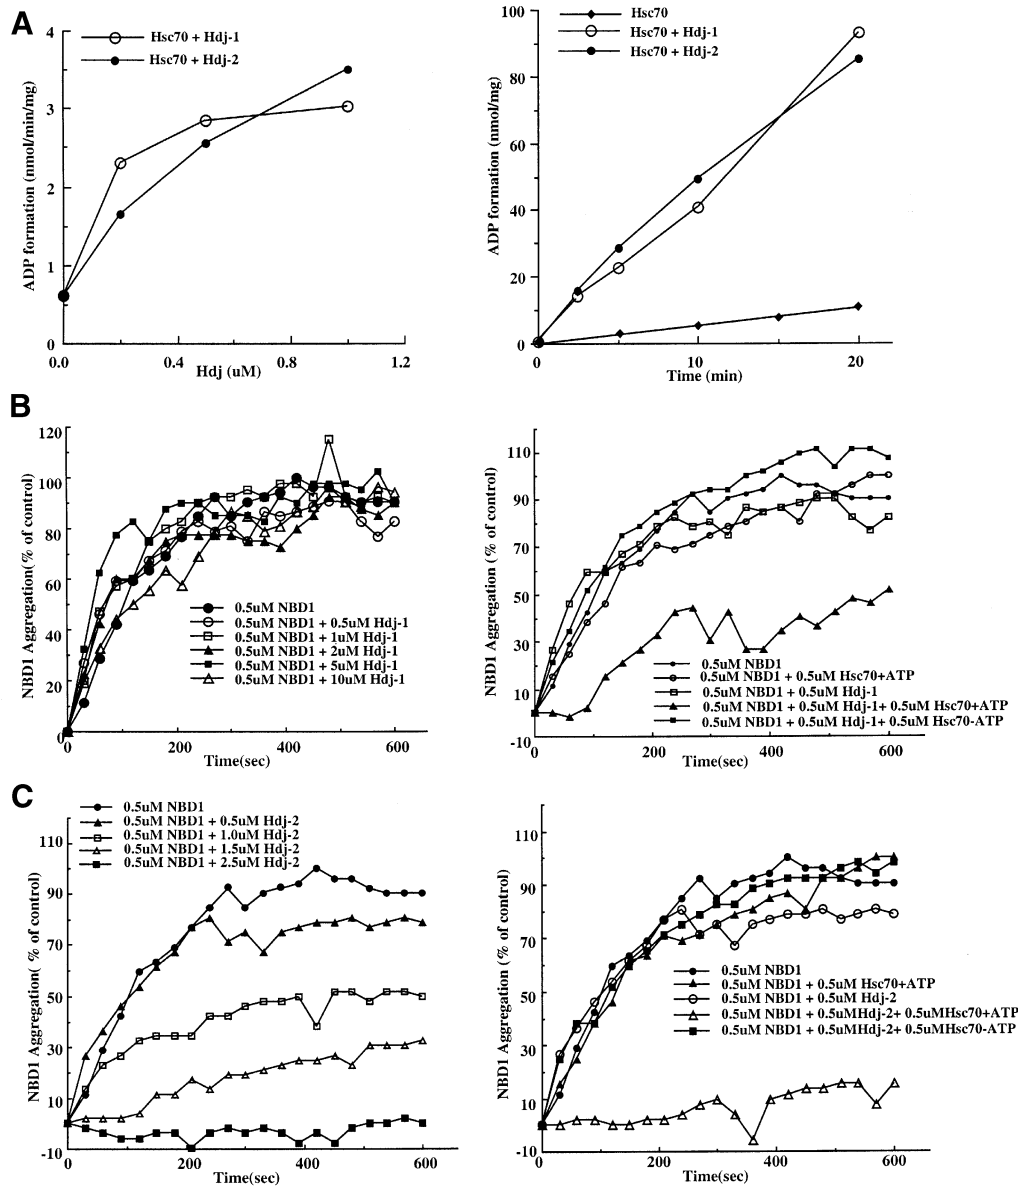 A
Hsc70 + Hdj-1
Hsc70 + Hdj-2
ADP formation (nmol/min/mg)
4
3
2
1
0
0.0
0.4
0.8
1.2
Hdj (uM)
Hsc70
Hsc70 + Hdj-1
Hsc70 + Hdj-2
ADP formation (nmol/mg)
100
80
60
40
20
0
0
10
20
Time (min)
B
NBD1 Aggregation(% of control)
120
100
80
60
40
20
0
0
200
400
600
Time(sec)
0.5uM NBD1
0.5uM NBD1 + 0.5uM Hdj-1
0.5uM NBD1 + 1uM Hdj-1
0.5uM NBD1 + 2uM Hdj-1
0.5uM NBD1 + 5uM Hdj-1
0.5uM NBD1 + 10uM Hdj-1
NBD1 Aggregation (% of control)
110
90
70
50
30
10
-10
0
200
400
600
Time(sec)
0.5uM NBD1
0.5uM NBD1 + 0.5uM Hsc70+ATP
0.5uM NBD1 + 0.5uM Hdj-1
0.5uM NBD1 + 0.5uM Hdj-1+ 0.5uM Hsc70+ATP
0.5uM NBD1 + 0.5uM Hdj-1+ 0.5uM Hsc70-ATP
C
0.5uM NBD1
0.5uM NBD1 + 0.5uM Hdj-2
0.5uM NBD1 + 1.0uM Hdj-2
0.5uM NBD1 + 1.5uM Hdj-2
0.5uM NBD1 + 2.5uM Hdj-2
NBD1 Aggregation( % of control)
110
90
70
50
30
10
-10
0
200
400
600
Time(sec)
NBD1 Aggregation (% of control)
110
90
70
50
30
10
-10
0
200
400
600
Time(sec)
0.5uM NBD1
0.5uM NBD1 + 0.5uM Hsc70+ATP
0.5uM NBD1 + 0.5uM Hdj-2
0.5uM NBD1 + 0.5uMHdj-2+ 0.5uMHsc70+ATP
0.5uM NBD1 + 0.5uMHdj-2+ 0.5uMHsc70-ATP